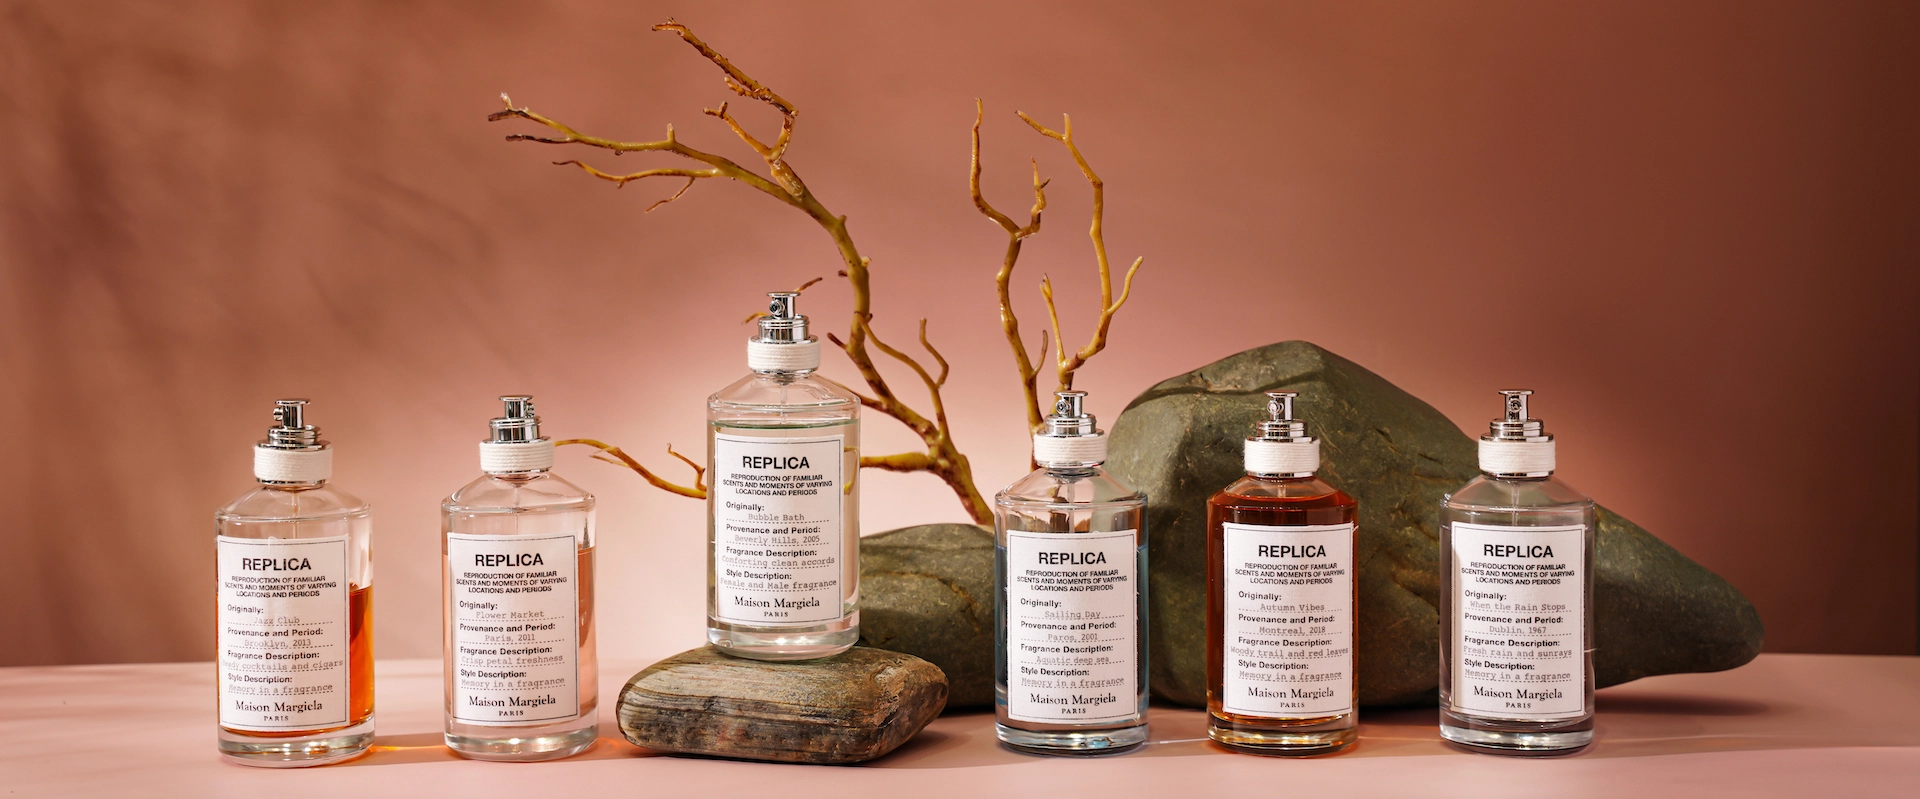 REPLICA
REPRODUCTION OF FAMILIAR
SCENTS AND MOMENTS OF VARYING
LOCATIONS AND PERIODS
Originally:
Jazz Club
Provenance and Period:
Brooklyn, 2013
Fragrance Description:
Heady cocktails and cigars
Style Description:
Memory in a fragrance
Maison Margiela
PARIS
REPLICA
REPRODUCTION OF FAMILIAR
SCENTS AND MOMENTS OF VARYING
LOCATIONS AND PERIODS
Originally:
Flower Market
Provenance and Period:
Paris, 2011
Fragrance Description:
Crisp petal freshness
Style Description:
Memory in a fragrance
Maison Margiela
PARIS
REPLICA
REPRODUCTION OF FAMILIAR
SCENTS AND MOMENTS OF VARYING
LOCATIONS AND PERIODS
Originally:
Bubble Bath
Provenance and Period:
Beverly Hills, 2005
Fragrance Description:
Comforting clean accords
Style Description:
Female and Male fragrance
Maison Margiela
PARIS
REPLICA
REPRODUCTION OF FAMILIAR
SCENTS AND MOMENTS OF VARYING
LOCATIONS AND PERIODS
Originally:
Sailing Day
Provenance and Period:
Paros, 2001
Fragrance Description:
Aquatic deep sea
Style Description:
Memory in a fragrance
Maison Margiela
PARIS
REPLICA
REPRODUCTION OF FAMILIAR
SCENTS AND MOMENTS OF VARYING
LOCATIONS AND PERIODS
Originally:
Autumn Vibes
Provenance and Period:
Montreal, 2018
Fragrance Description:
Woody trail and red leaves
Style Description:
Memory in a fragrance
Maison Margiela
PARIS
REPLICA
REPRODUCTION OF FAMILIAR
SCENTS AND MOMENTS OF VARYING
LOCATIONS AND PERIODS
Originally:
When the Rain Stops
Provenance and Period:
Dublin, 1967
Fragrance Description:
Fresh rain and sunrays
Style Description:
Memory in a fragrance
Maison Margiela
PARIS